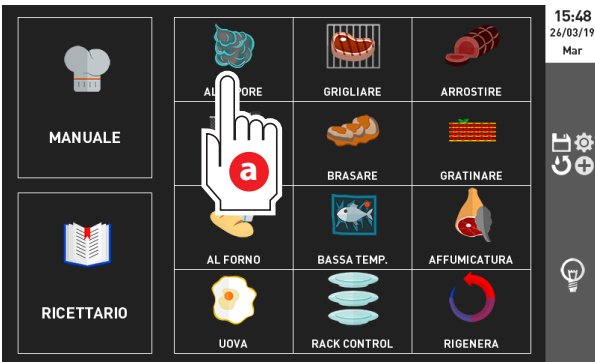 15:48
26/03/19
Mar
MANUALE
RICETTARIO
GRIGLIARE
ARROSTIRE
a
BRASARE
GRATINARE
AL FORNO
BASSA TEMP.
AFFUMICATURA
UOVA
RACK CONTROL
RIGENERA